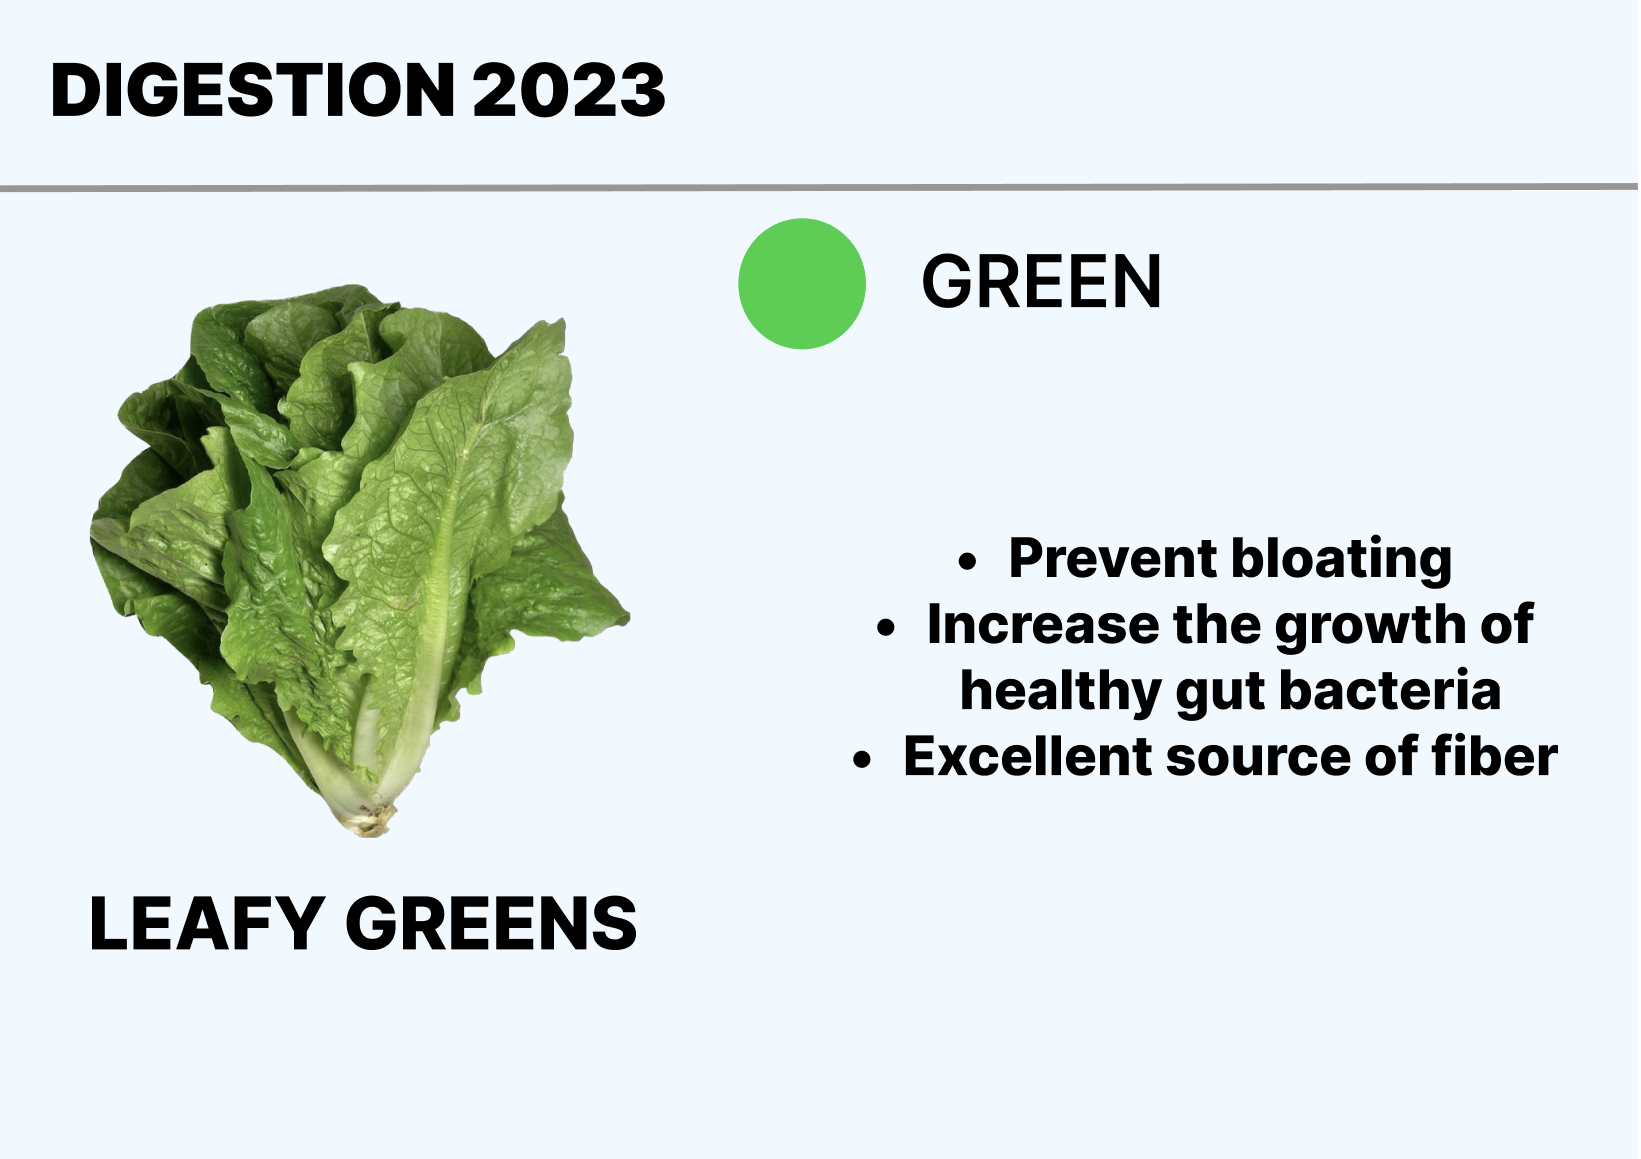 DIGESTION 2023
GREEN
• Prevent bloating
• Increase the growth of
healthy gut bacteria
• Excellent source of fiber
LEAFY GREENS